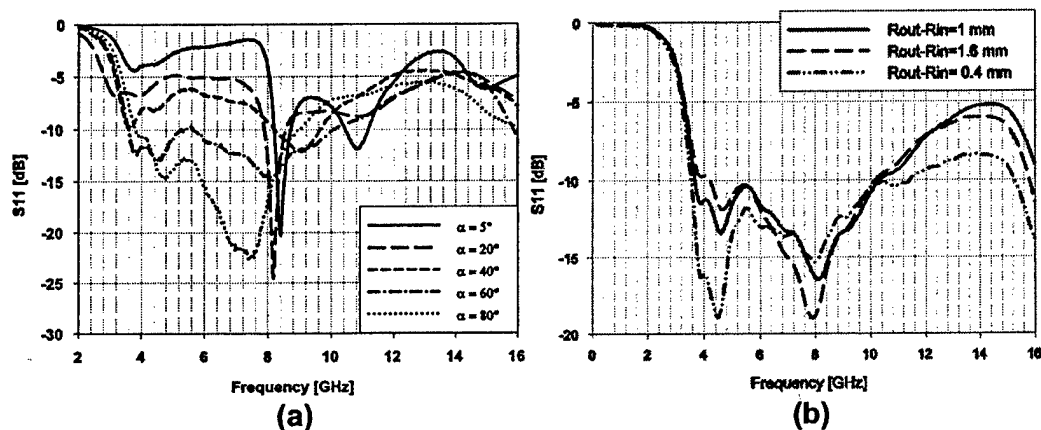 0
-5
-10
-15
-20
-25
-30
S11 [dB]
2 4 6 8 10 12 14 16
Frequency [GHz]
α = 5°
α = 20°
α = 40°
α = 60°
α = 80°
(a)
0
-5
-10
-15
-20
S11 [dB]
0 2 4 6 8 10 12 14 16
Frequency [GHz]
Rout-Rin=1 mm
Rout-Rin=1.6 mm
Rout-Rin= 0.4 mm
(b)